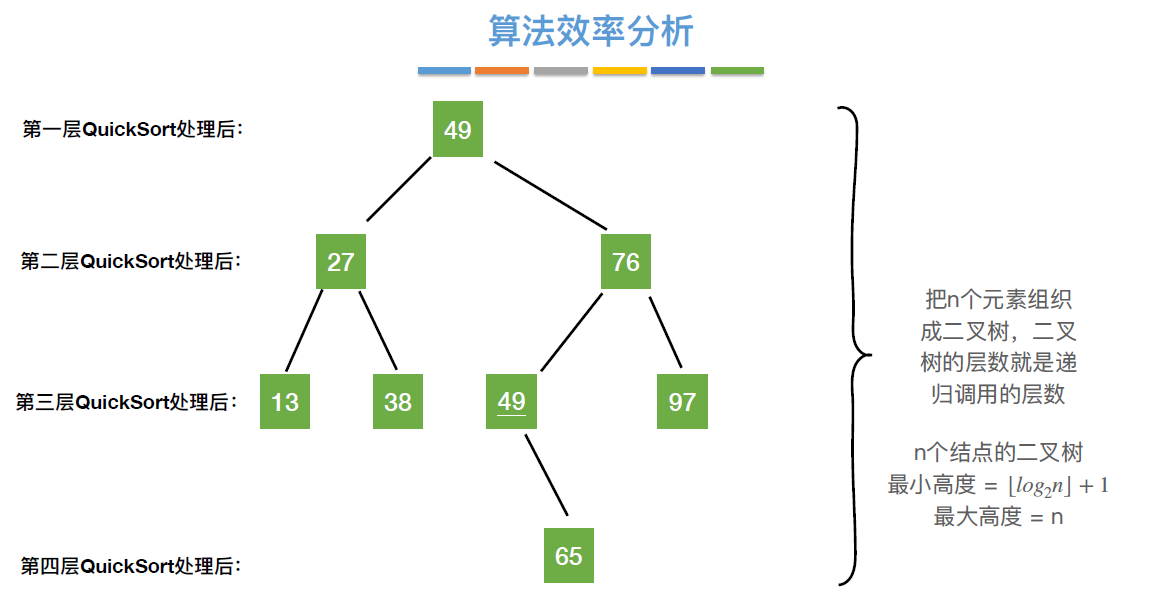 算法效率分析
第一层QuickSort处理后：
49
第二层QuickSort处理后：
27
76
把n个元素组织
成二叉树，二叉
树的层数就是递
归调用的层数
第三层QuickSort处理后：
13
38
49
97
n个结点的二叉树
最小高度 = ⌊log₂n⌋ + 1
最大高度 = n
第四层QuickSort处理后：
65